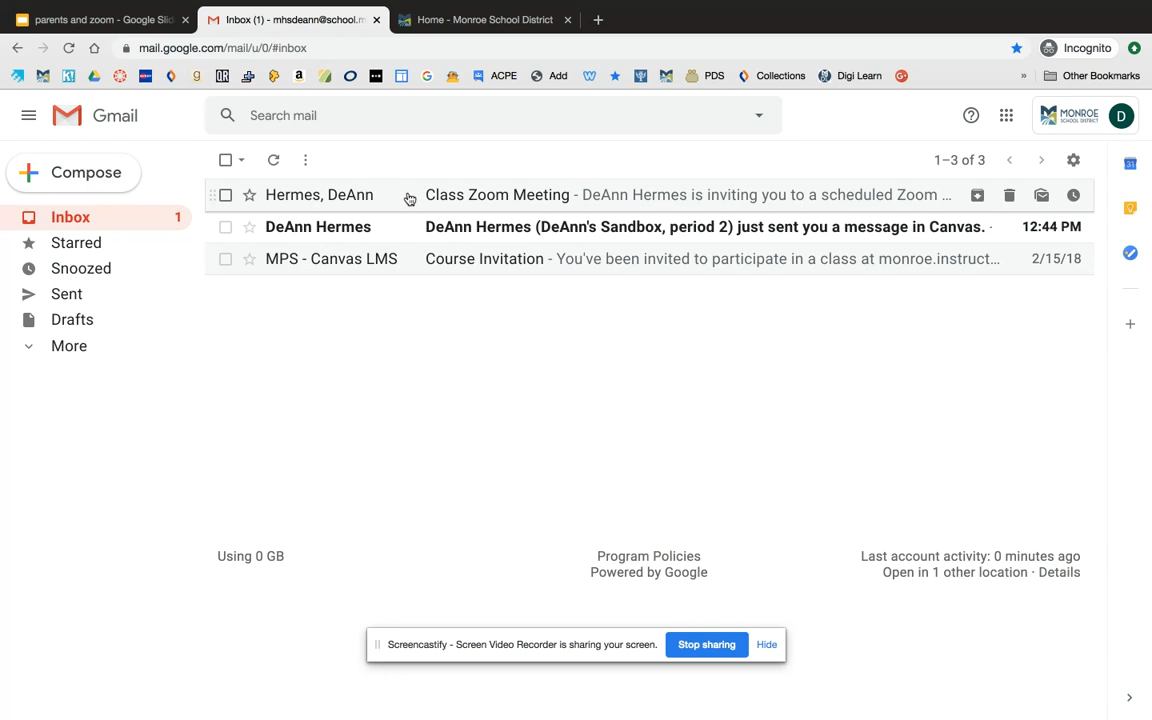 parents and zoom - Google Slid
Inbox (1) - mhsdeann@school.m
Home - Monroe School District
mail.google.com/mail/u/0/#inbox
Incognito
K! OR a G ACPE Add W PDS Collections Digi Learn G+ » Other Bookmarks
Gmail
Search mail
MONROE
SCHOOL DISTRICT
D
Compose
1–3 of 3
Inbox 1
Starred
Snoozed
Sent
Drafts
More
Hermes, DeAnn Class Zoom Meeting - DeAnn Hermes is inviting you to a scheduled Zoom ...
DeAnn Hermes DeAnn Hermes (DeAnn's Sandbox, period 2) just sent you a message in Canvas. - 12:44 PM
MPS - Canvas LMS Course Invitation - You've been invited to participate in a class at monroe.instruct... 2/15/18
31
Using 0 GB
Program Policies
Powered by Google
Last account activity: 0 minutes ago
Open in 1 other location · Details
Screencastify - Screen Video Recorder is sharing your screen. Stop sharing Hide